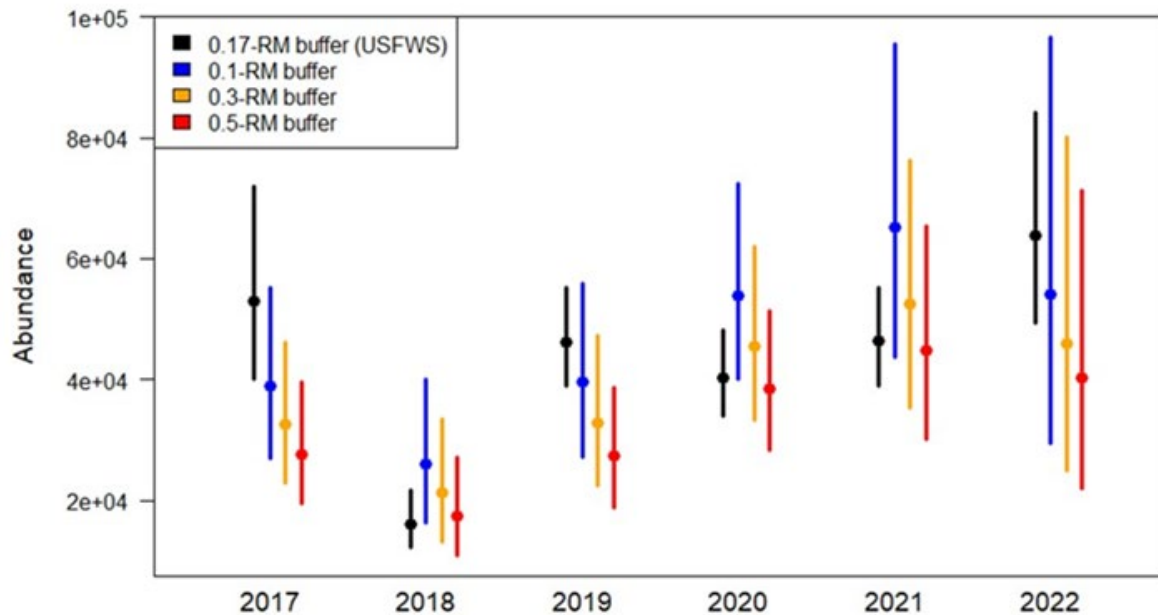 1e+05
0.17-RM buffer (USFWS)
0.1-RM buffer
0.3-RM buffer
0.5-RM buffer
8e+04
6e+04
4e+04
2e+04
Abundance
2017 2018 2019 2020 2021 2022